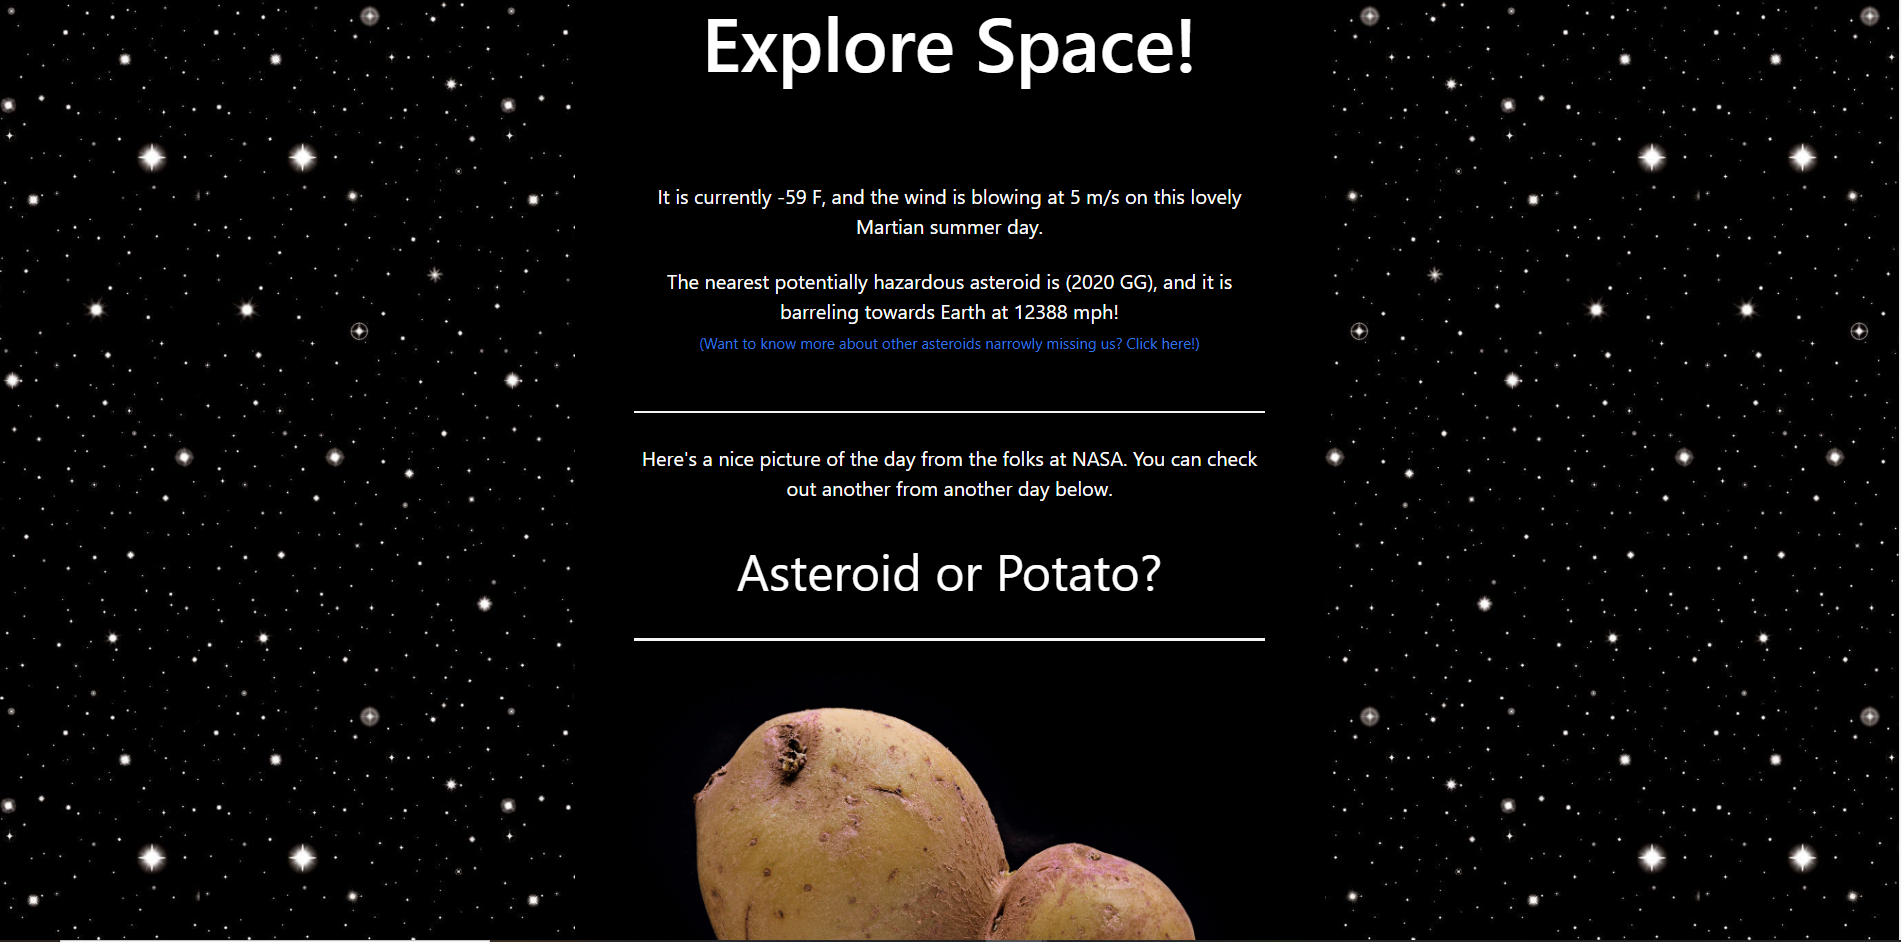 Explore Space!
It is currently -59 F, and the wind is blowing at 5 m/s on this lovely
Martian summer day.
The nearest potentially hazardous asteroid is (2020 GG), and it is
barreling towards Earth at 12388 mph!
(Want to know more about other asteroids narrowly missing us? Click here!)
Here's a nice picture of the day from the folks at NASA. You can check
out another from another day below.
Asteroid or Potato?